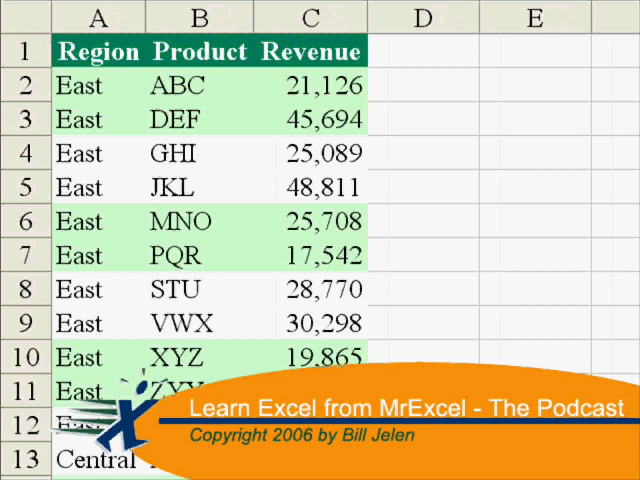 A B C D E
1 Region Product Revenue
2 East ABC 21,126
3 East DEF 45,694
4 East GHI 25,089
5 East JKL 48,811
6 East MNO 25,708
7 East PQR 17,542
8 East STU 28,770
9 East VWX 30,298
10 East XYZ 19,865
11 East
12 East
13 Central
Learn Excel from MrExcel - The Podcast
Copyright 2006 by Bill Jelen